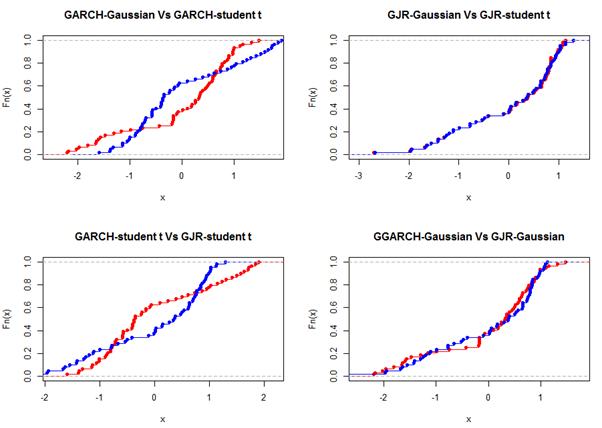 GARCH-Gaussian Vs GARCH-student t
Fn(x)
0.0 0.2 0.4 0.6 0.8 1.0
-2 -1 0 1
x
GJR-Gaussian Vs GJR-student t
Fn(x)
0.0 0.2 0.4 0.6 0.8 1.0
-3 -2 -1 0 1
x
GARCH-student t Vs GJR-student t
Fn(x)
0.0 0.2 0.4 0.6 0.8 1.0
-2 -1 0 1 2
x
GGARCH-Gaussian Vs GJR-Gaussian
Fn(x)
0.0 0.2 0.4 0.6 0.8 1.0
-2 -1 0 1
x